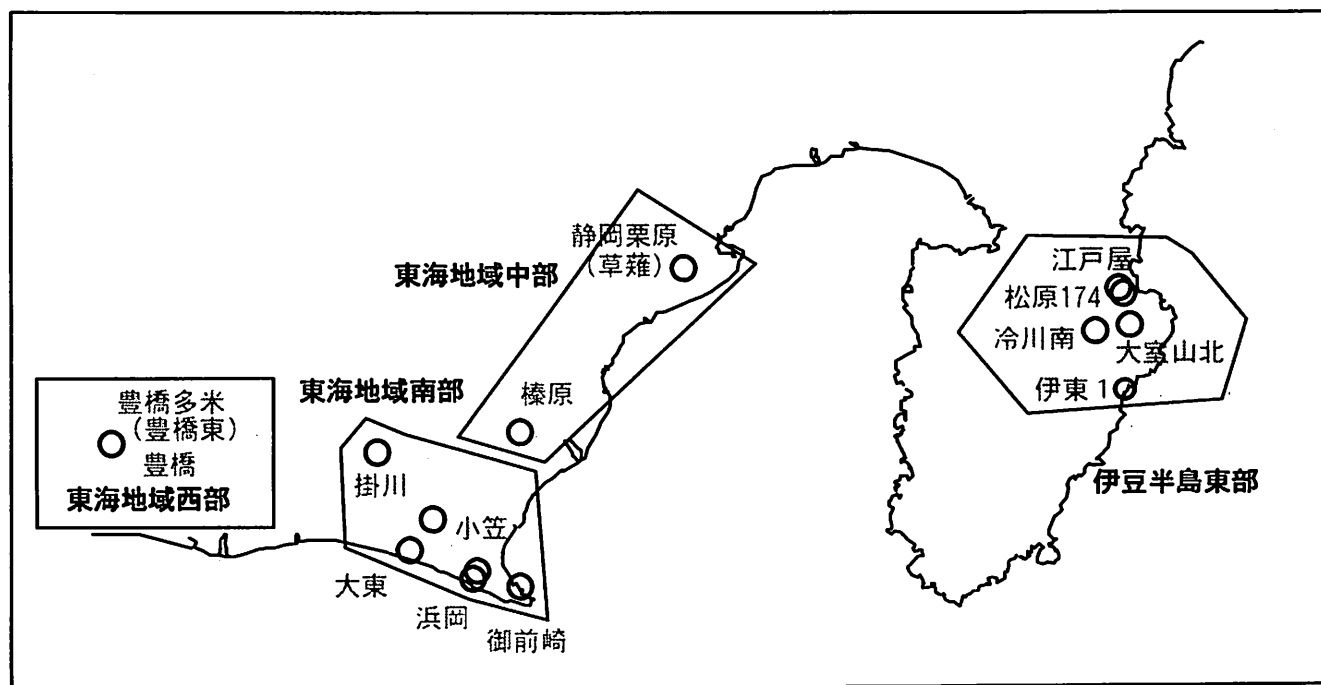 静岡栗原
(草薙)
東海地域中部
江戸屋
松原174
冷川南
大室山北
伊東1
伊豆半島東部
東海地域南部
榛原
豊橋多米
(豊橋東)
豊橋
東海地域西部
掛川
小笠
大東
浜岡
御前崎